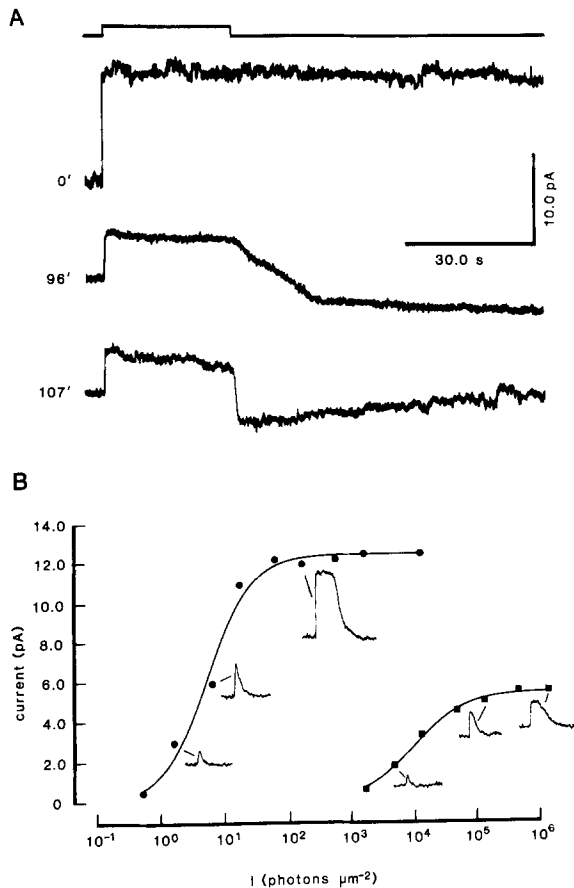 A
0'
10.0 pA
30.0 s
96'
107'
B
14.0
12.0
10.0
8.0
6.0
4.0
2.0
0
current (pA)
10⁻¹ 10⁰ 10¹ 10² 10³ 10⁴ 10⁵ 10⁶
I (photons µm⁻²)